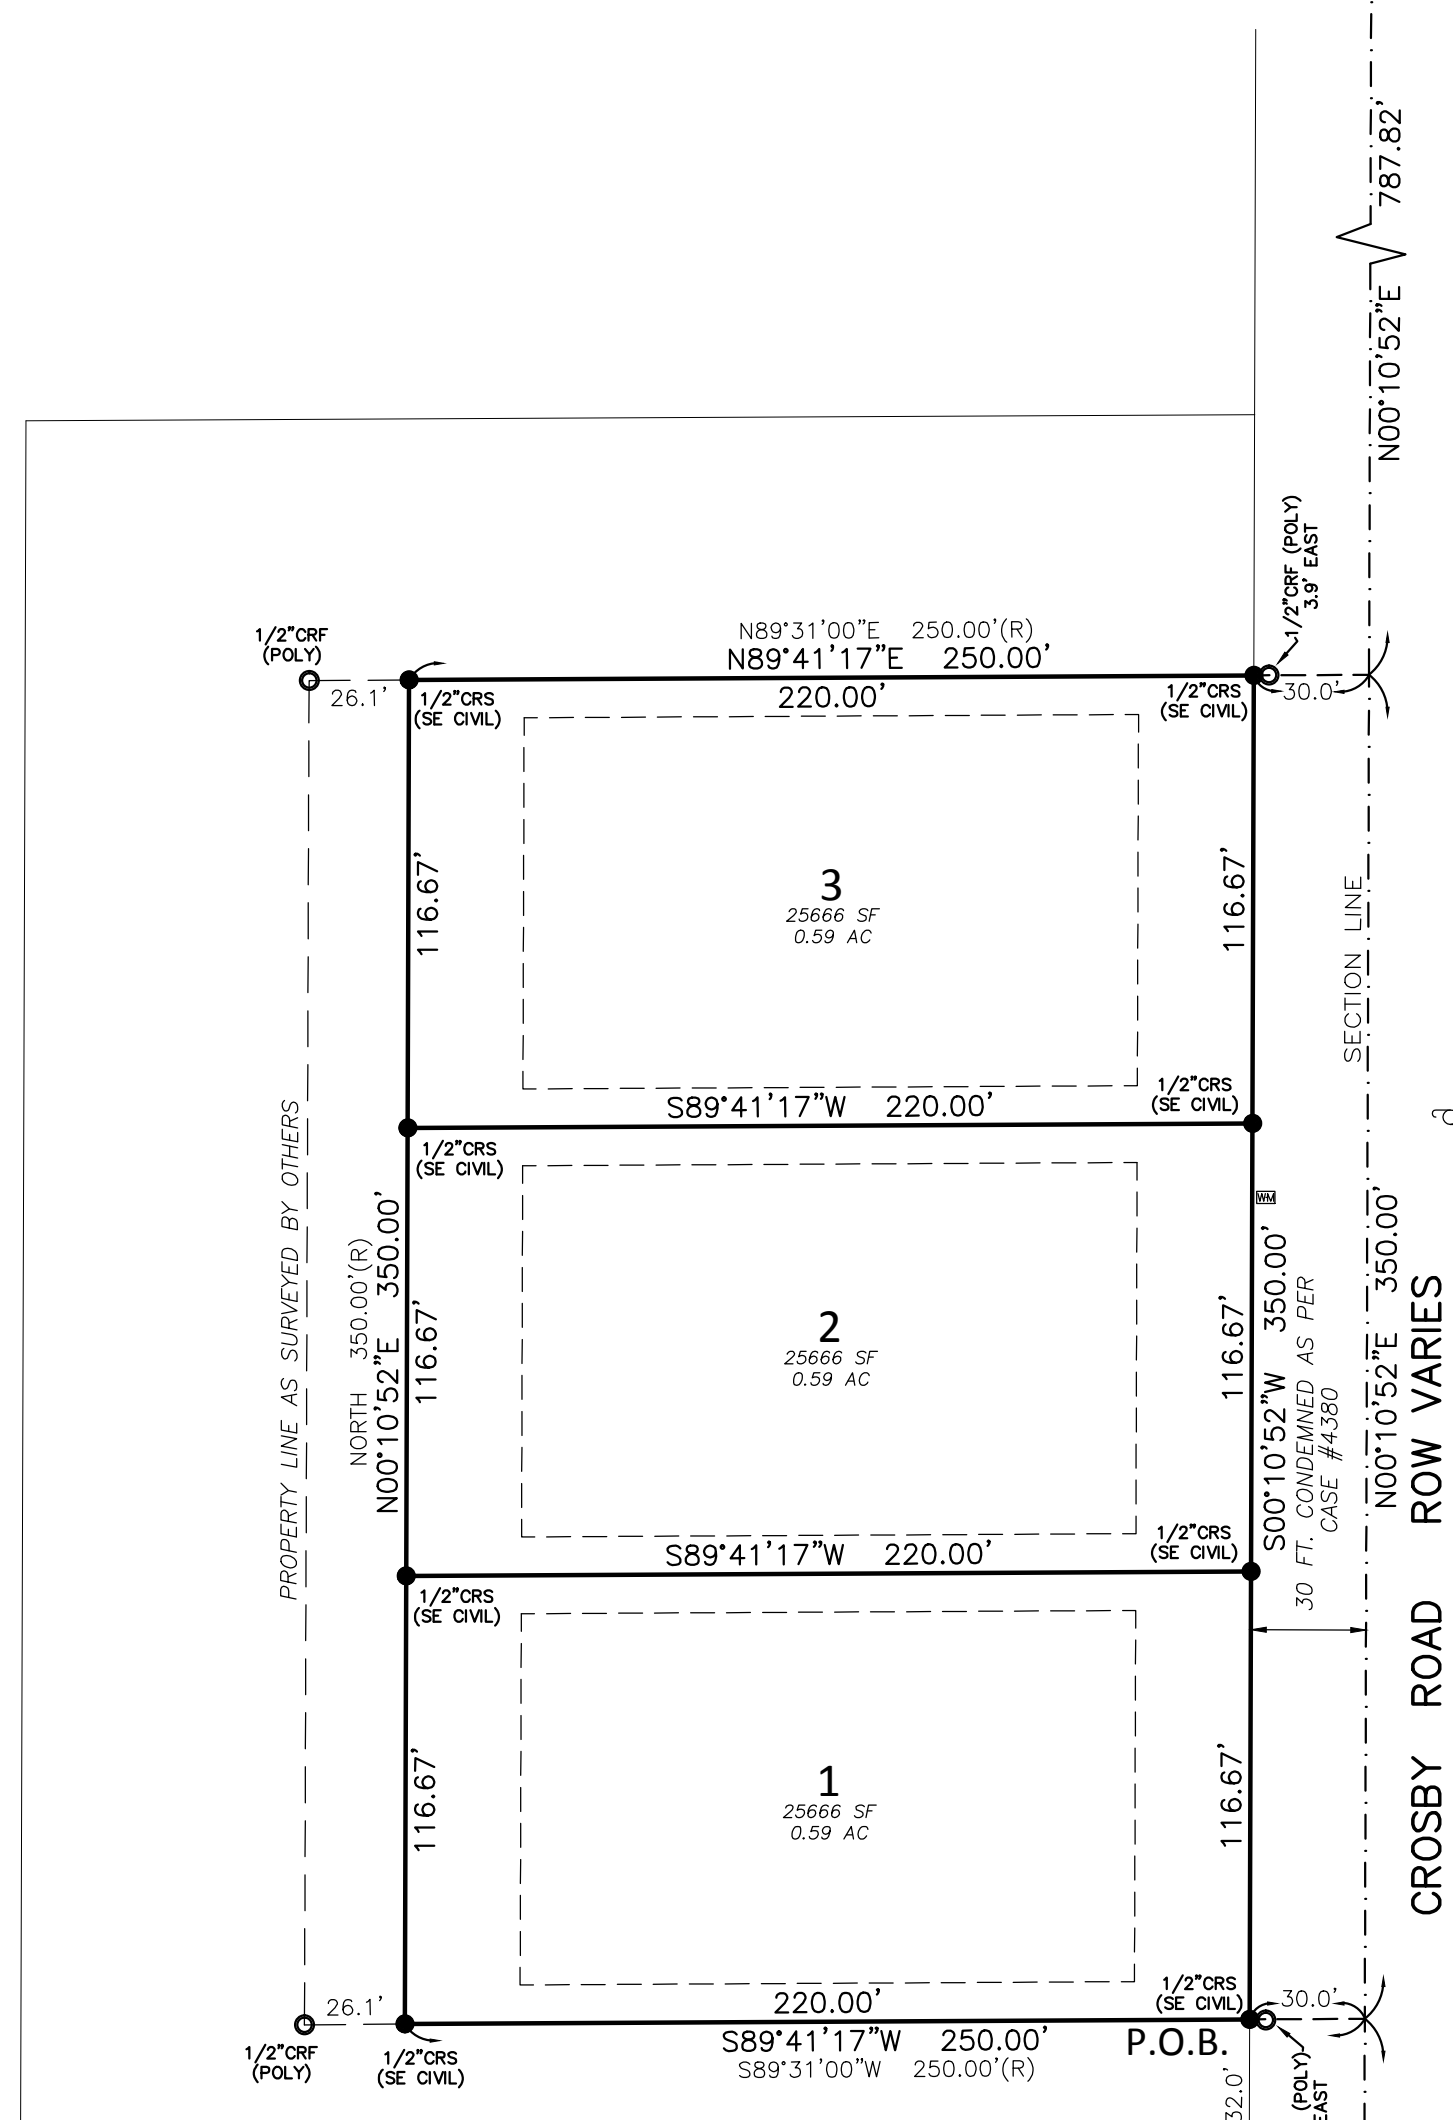 787.82'
N00°10'52"E
1/2"CRF (POLY)
3.9' EAST
1/2"CRF
(POLY)
N89°31'00"E 250.00'(R)
N89°41'17"E 250.00'
220.00'
26.1'
1/2"CRS
(SE CIVIL)
1/2"CRS
(SE CIVIL)
30.0'
116.67'
3
25666 SF
0.59 AC
116.67'
SECTION LINE
1/2"CRS
(SE CIVIL)
S89°41'17"W 220.00'
1/2"CRS
(SE CIVIL)
PROPERTY LINE AS SURVEYED BY OTHERS
NORTH 350.00'(R)
N00°10'52"E 350.00'
116.67'
2
25666 SF
0.59 AC
116.67'
WM
S00°10'52"W 350.00'
30 FT. CONDEMNED AS PER
CASE #4380
N00°10'52"E 350.00'
CROSBY ROAD ROW VARIES
1/2"CRS
(SE CIVIL)
S89°41'17"W 220.00'
1/2"CRS
(SE CIVIL)
116.67'
1
25666 SF
0.59 AC
116.67'
1/2"CRS
(SE CIVIL)
26.1'
220.00'
30.0'
S89°41'17"W 250.00'
P.O.B.
S89°31'00"W 250.00'(R)
1/2"CRF
(POLY)
1/2"CRS
(SE CIVIL)
32.0'
(POLY)
EAST